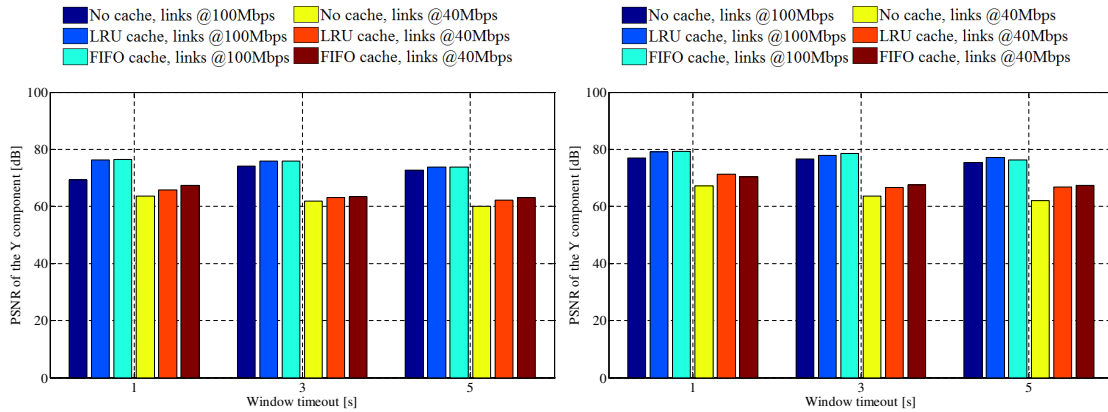 No cache, links @100Mbps No cache, links @40Mbps
LRU cache, links @100Mbps LRU cache, links @40Mbps
FIFO cache, links @100Mbps FIFO cache, links @40Mbps
100
80
60
40
20
0
PSNR of the Y component [dB]
1 3 5
Window timeout [s]
No cache, links @100Mbps No cache, links @40Mbps
LRU cache, links @100Mbps LRU cache, links @40Mbps
FIFO cache, links @100Mbps FIFO cache, links @40Mbps
100
80
60
40
20
0
PSNR of the Y component [dB]
1 3 5
Window timeout [s]